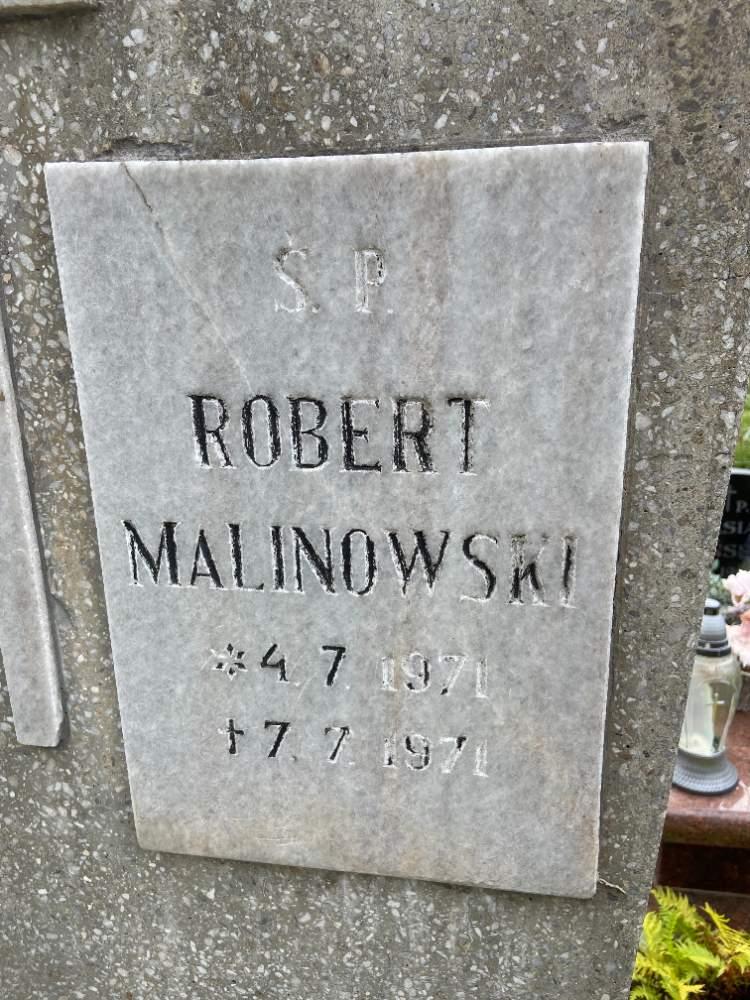 Ś. P.
ROBERT
MALINOWSKI
* 4. 7. 1971
† 7. 7. 1971